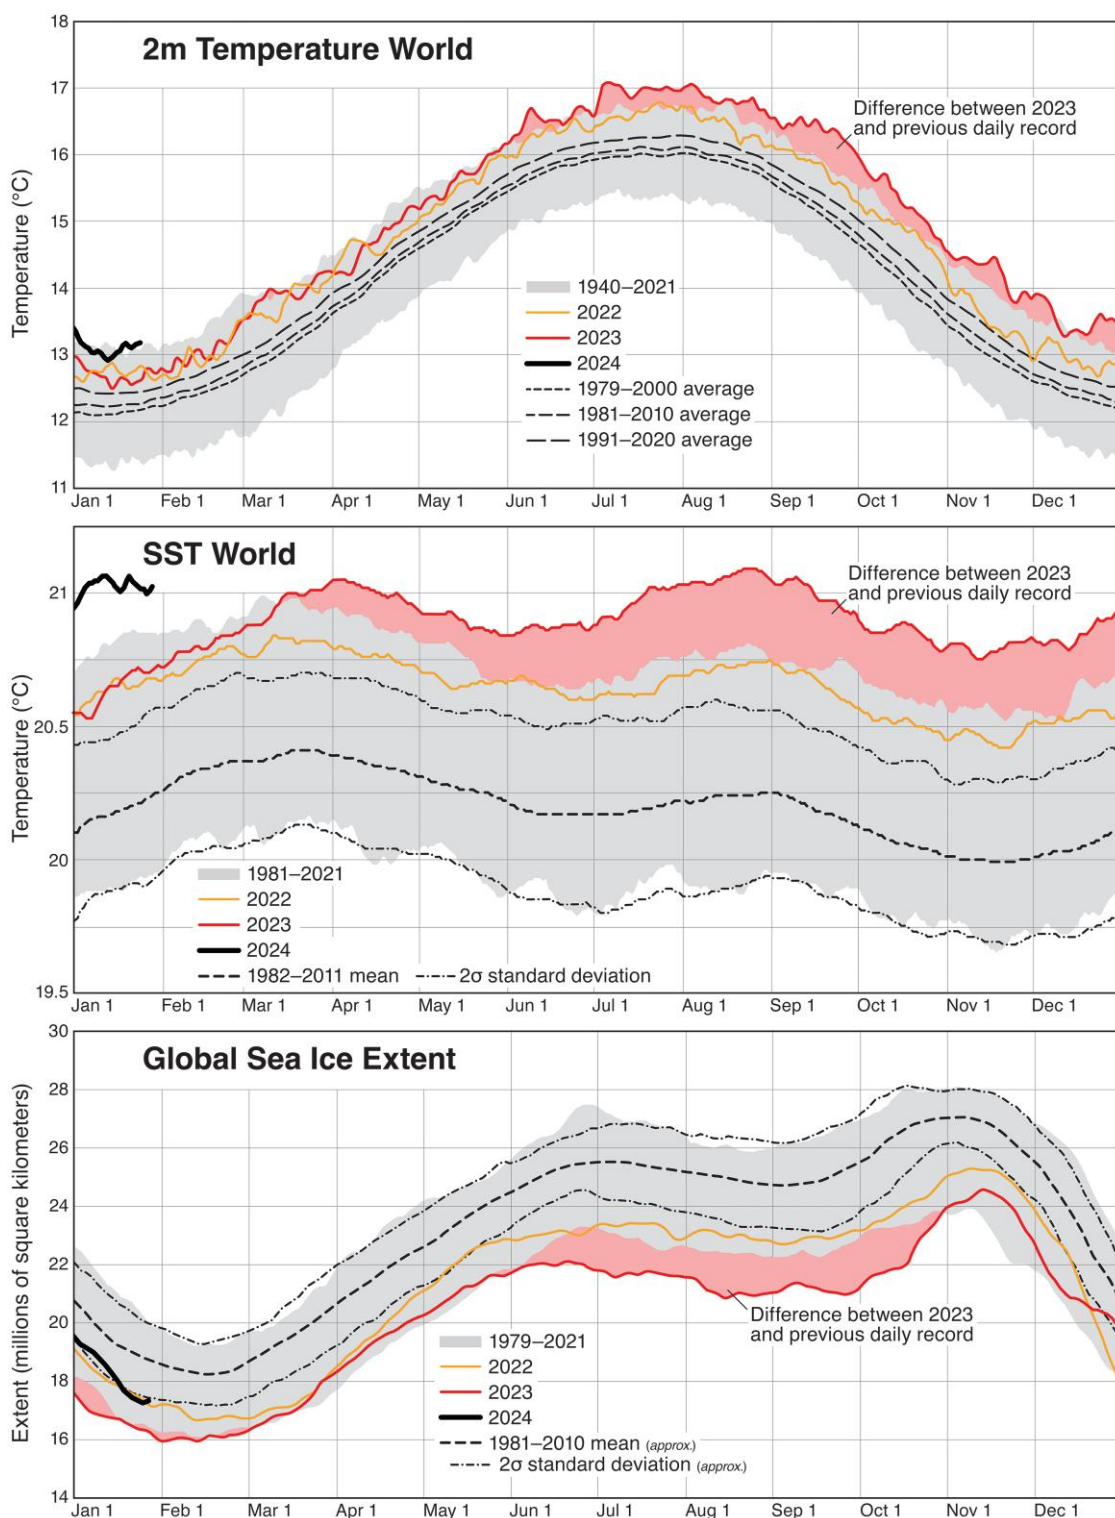 18
2m Temperature World
17
Difference between 2023
and previous daily record
16
Temperature (°C)
15
1940–2021
14
2022
2023
13
2024
1979–2000 average
12
1981–2010 average
1991–2020 average
11
Jan 1 Feb 1 Mar 1 Apr 1 May 1 Jun 1 Jul 1 Aug 1 Sep 1 Oct 1 Nov 1 Dec 1
SST World
21
Difference between 2023
and previous daily record
20.5
Temperature (°C)
20
1981–2021
2022
2023
2024
1982–2011 mean 2σ standard deviation
19.5
Jan 1 Feb 1 Mar 1 Apr 1 May 1 Jun 1 Jul 1 Aug 1 Sep 1 Oct 1 Nov 1 Dec 1
30
Global Sea Ice Extent
28
26
24
22
Extent (millions of square kilometers)
20
Difference between 2023
and previous daily record
1979–2021
18
2022
2023
2024
16
1981–2010 mean (approx.)
2σ standard deviation (approx.)
14
Jan 1 Feb 1 Mar 1 Apr 1 May 1 Jun 1 Jul 1 Aug 1 Sep 1 Oct 1 Nov 1 Dec 1